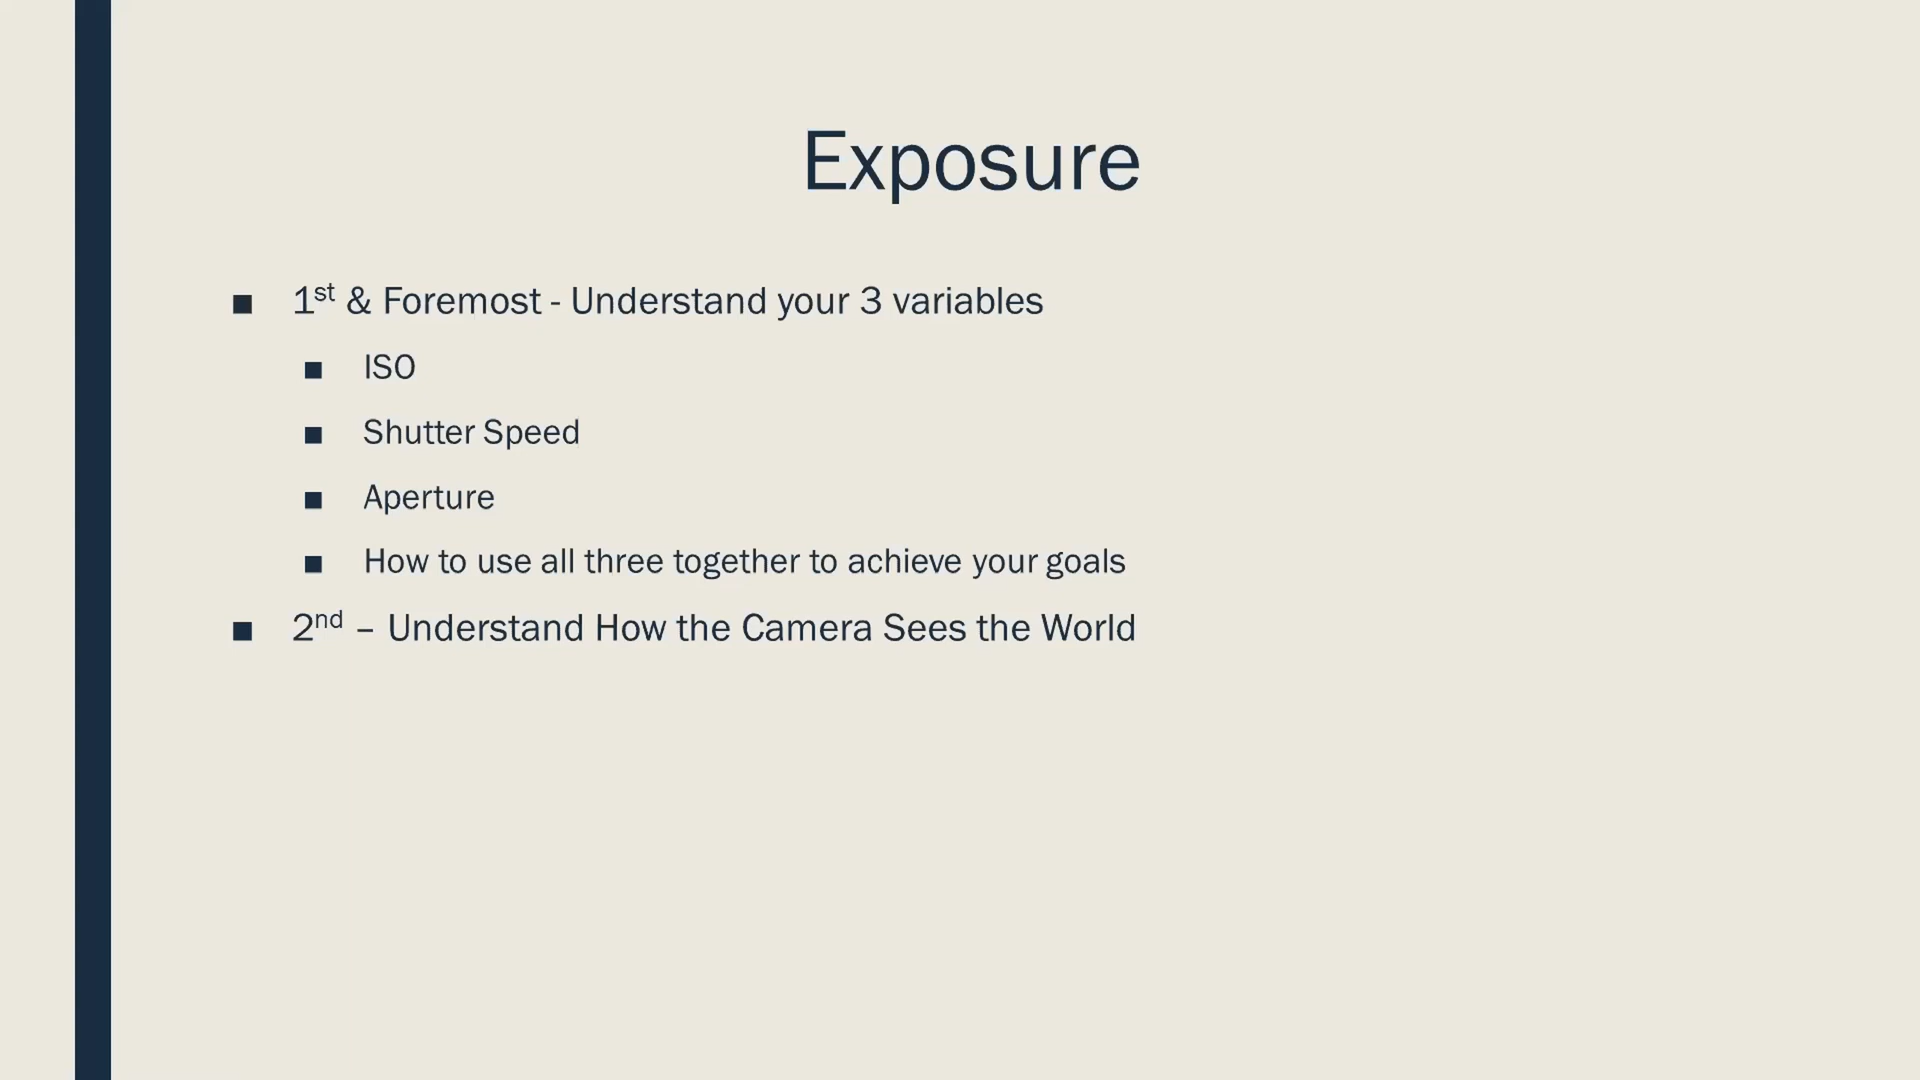 Exposure
■ 1st & Foremost - Understand your 3 variables
■ ISO
■ Shutter Speed
■ Aperture
■ How to use all three together to achieve your goals
■ 2nd – Understand How the Camera Sees the World